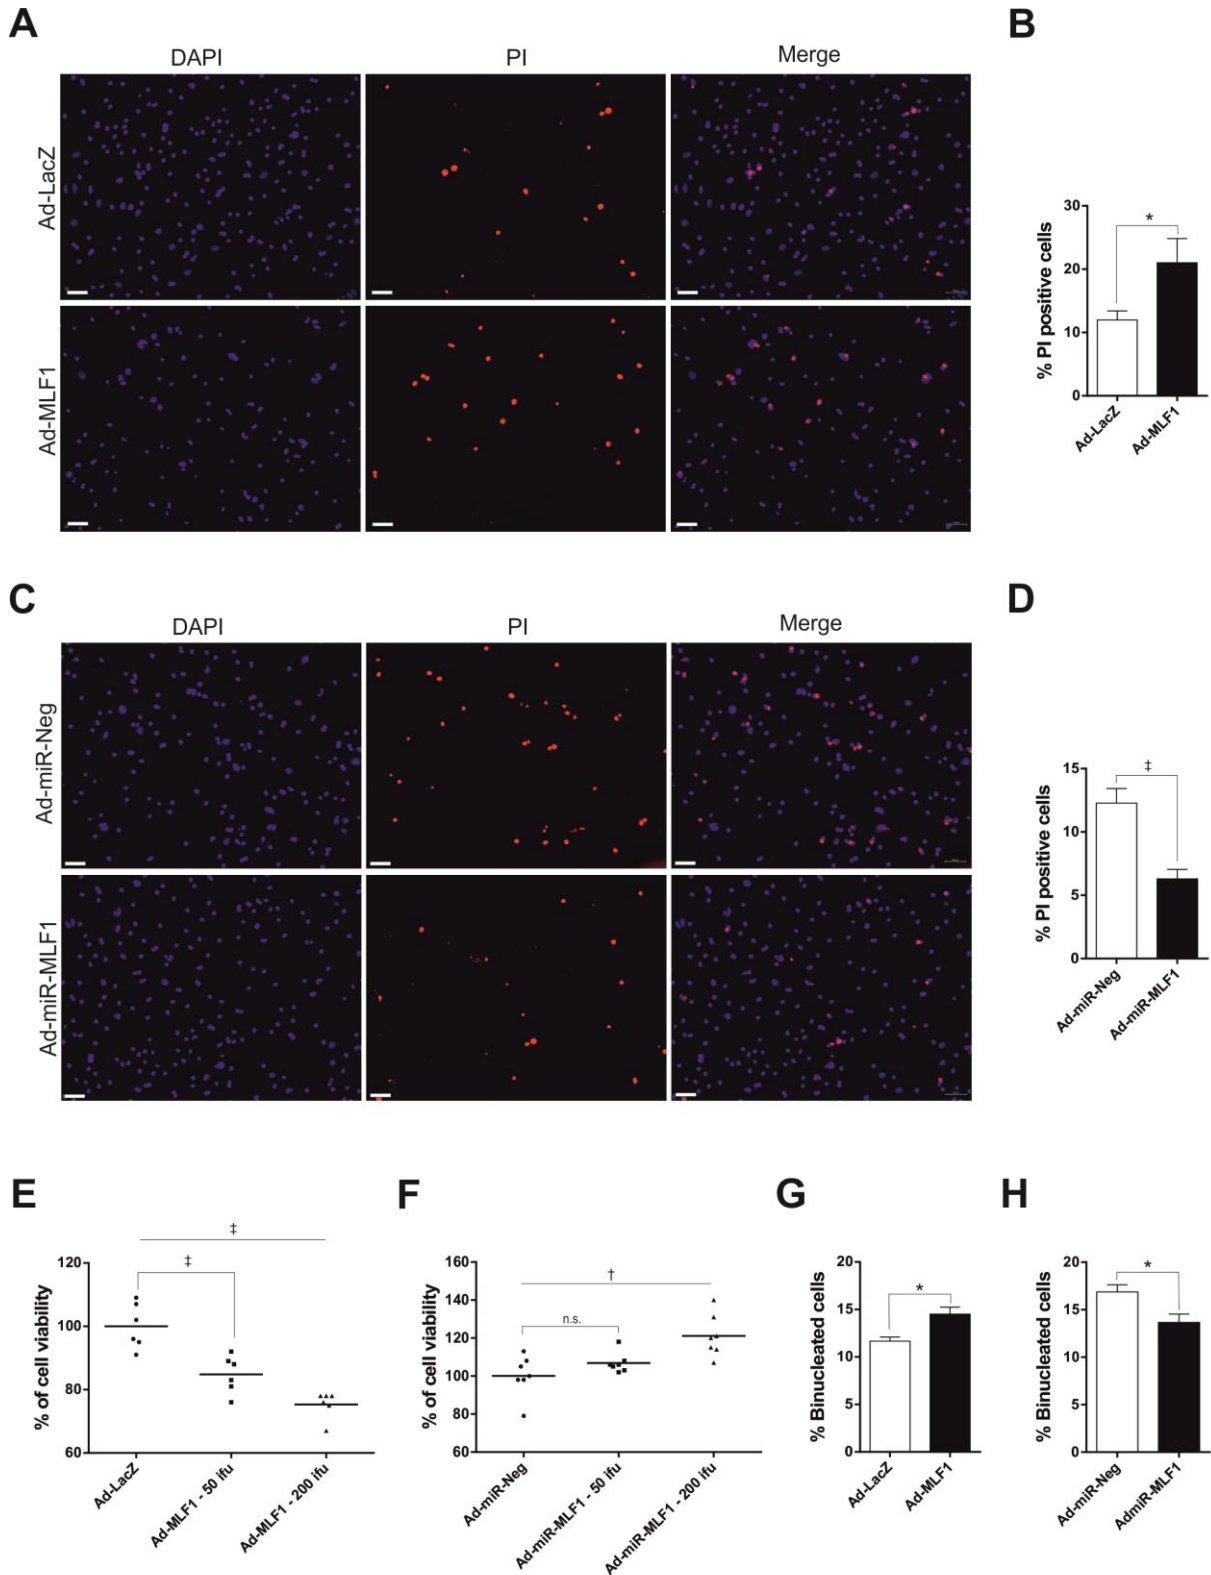 A
DAPI PI Merge
Ad-LacZ
Ad-MLF1
B
% PI positive cells
30
20
10
0
*
Ad-LacZ
Ad-MLF1
C
DAPI PI Merge
Ad-miR-Neg
Ad-miR-MLF1
D
% PI positive cells
15
10
5
0
‡
Ad-miR-Neg
Ad-miR-MLF1
E
% of cell viability
120
100
80
60
‡
‡
Ad-LacZ
Ad-MLF1 - 50 ifu
Ad-MLF1 - 200 ifu
F
% of cell viability
160
140
120
100
80
60
†
n.s.
Ad-miR-Neg
Ad-miR-MLF1 - 50 ifu
Ad-miR-MLF1 - 200 ifu
G
% Binucleated cells
20
15
10
5
0
*
Ad-LacZ
Ad-MLF1
H
% Binucleated cells
20
15
10
5
0
*
Ad-miR-Neg
AdmiR-MLF1